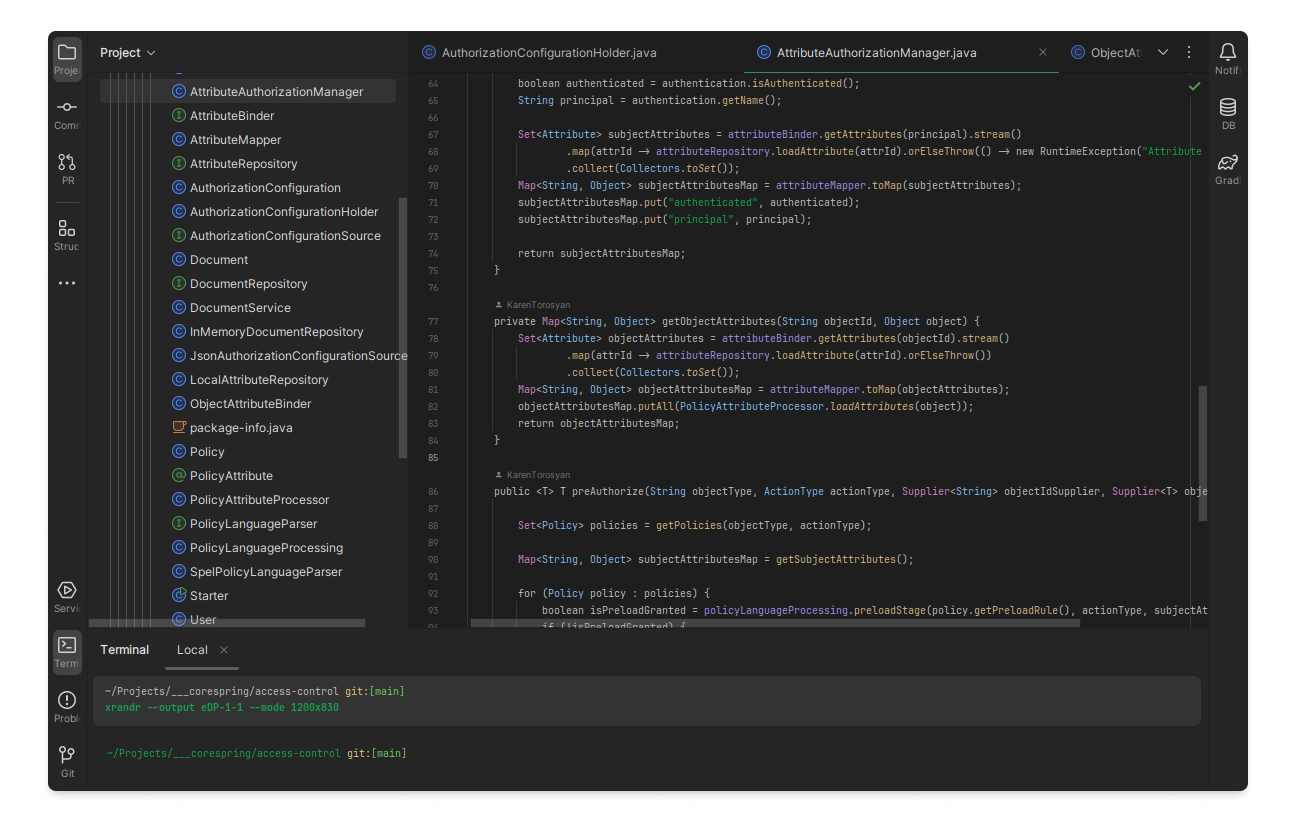 Project
AuthorizationConfigurationHolder.java
AttributeAuthorizationManager.java
ObjectAt
Proje
Comm
PR
Struc
Servi
Term
Proble
Git
AttributeAuthorizationManager
AttributeBinder
AttributeMapper
AttributeRepository
AuthorizationConfiguration
AuthorizationConfigurationHolder
AuthorizationConfigurationSource
Document
DocumentRepository
DocumentService
InMemoryDocumentRepository
JsonAuthorizationConfigurationSource
LocalAttributeRepository
ObjectAttributeBinder
package-info.java
Policy
PolicyAttribute
PolicyAttributeProcessor
PolicyLanguageParser
PolicyLanguageProcessing
SpelPolicyLanguageParser
Starter
User
64 boolean authenticated = authentication.isAuthenticated();
65 String principal = authentication.getName();
66
67 Set<Attribute> subjectAttributes = attributeBinder.getAttributes(principal).stream()
68 .map(attrId → attributeRepository.loadAttribute(attrId).orElseThrow(() → new RuntimeException("Attribute
69 .collect(Collectors.toSet());
70 Map<String, Object> subjectAttributesMap = attributeMapper.toMap(subjectAttributes);
71 subjectAttributesMap.put("authenticated", authenticated);
72 subjectAttributesMap.put("principal", principal);
73
74 return subjectAttributesMap;
75 }
76
KarenTorosyan
77 private Map<String, Object> getObjectAttributes(String objectId, Object object) {
78 Set<Attribute> objectAttributes = attributeBinder.getAttributes(objectId).stream()
79 .map(attrId → attributeRepository.loadAttribute(attrId).orElseThrow())
80 .collect(Collectors.toSet());
81 Map<String, Object> objectAttributesMap = attributeMapper.toMap(objectAttributes);
82 objectAttributesMap.putAll(PolicyAttributeProcessor.loadAttributes(object));
83 return objectAttributesMap;
84 }
85
KarenTorosyan
86 public <T> T preAuthorize(String objectType, ActionType actionType, Supplier<String> objectIdSupplier, Supplier<T> obje
87
88 Set<Policy> policies = getPolicies(objectType, actionType);
89
90 Map<String, Object> subjectAttributesMap = getSubjectAttributes();
91
92 for (Policy policy : policies) {
93 boolean isPreloadGranted = policyLanguageProcessing.preloadStage(policy.getPreloadRule(), actionType, subjectAt
94 if (!isPreloadGranted) {
Notifi
DB
Gradl
Terminal
Local
~/Projects/___corespring/access-control git:[main]
xrandr --output eDP-1-1 --mode 1200x830
~/Projects/___corespring/access-control git:[main]